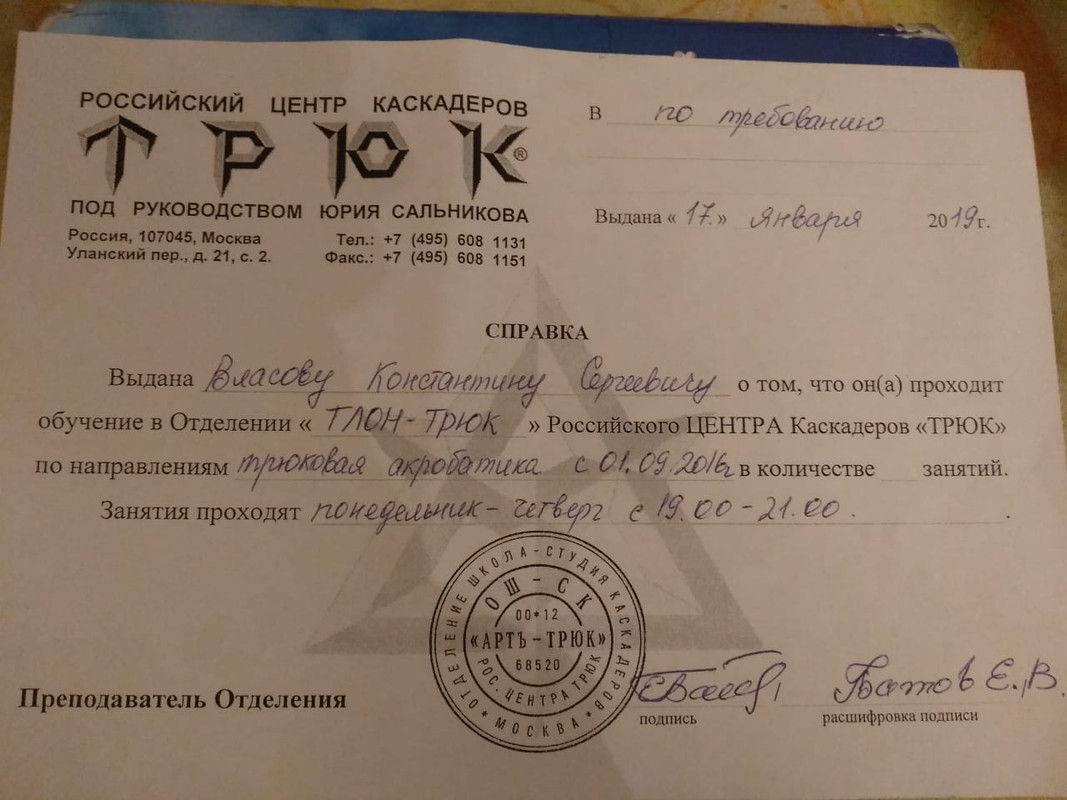 РОССИЙСКИЙ ЦЕНТР КАСКАДЕРОВ
ТРЮК®
ПОД РУКОВОДСТВОМ ЮРИЯ САЛЬНИКОВА
Россия, 107045, Москва Тел.: +7 (495) 608 1131
Уланский пер., д. 21, с. 2. Факс.: +7 (495) 608 1151
В по требованию
Выдана « 17. » января 2019г.
СПРАВКА
Выдана Власову Константину Сергеевичу о том, что он(а) проходит
обучение в Отделении « ТЛОН-ТРЮК » Российского ЦЕНТРА Каскадеров «ТРЮК»
по направлениям трюковая акробатика с 01.09.2016г в количестве занятий.
Занятия проходят понедельник - четверг с 19.00 - 21.00 .
ОТДЕЛЕНИЕ ШКОЛА-СТУДИЯ КАСКАДЕРОВ
* МОСКВА *
ОШ-СК
00*12
«АРТЪ-ТРЮК»
68520
РОС. ЦЕНТРА ТРЮК
Преподаватель Отделения
Батов Е.В.
подпись расшифровка подписи